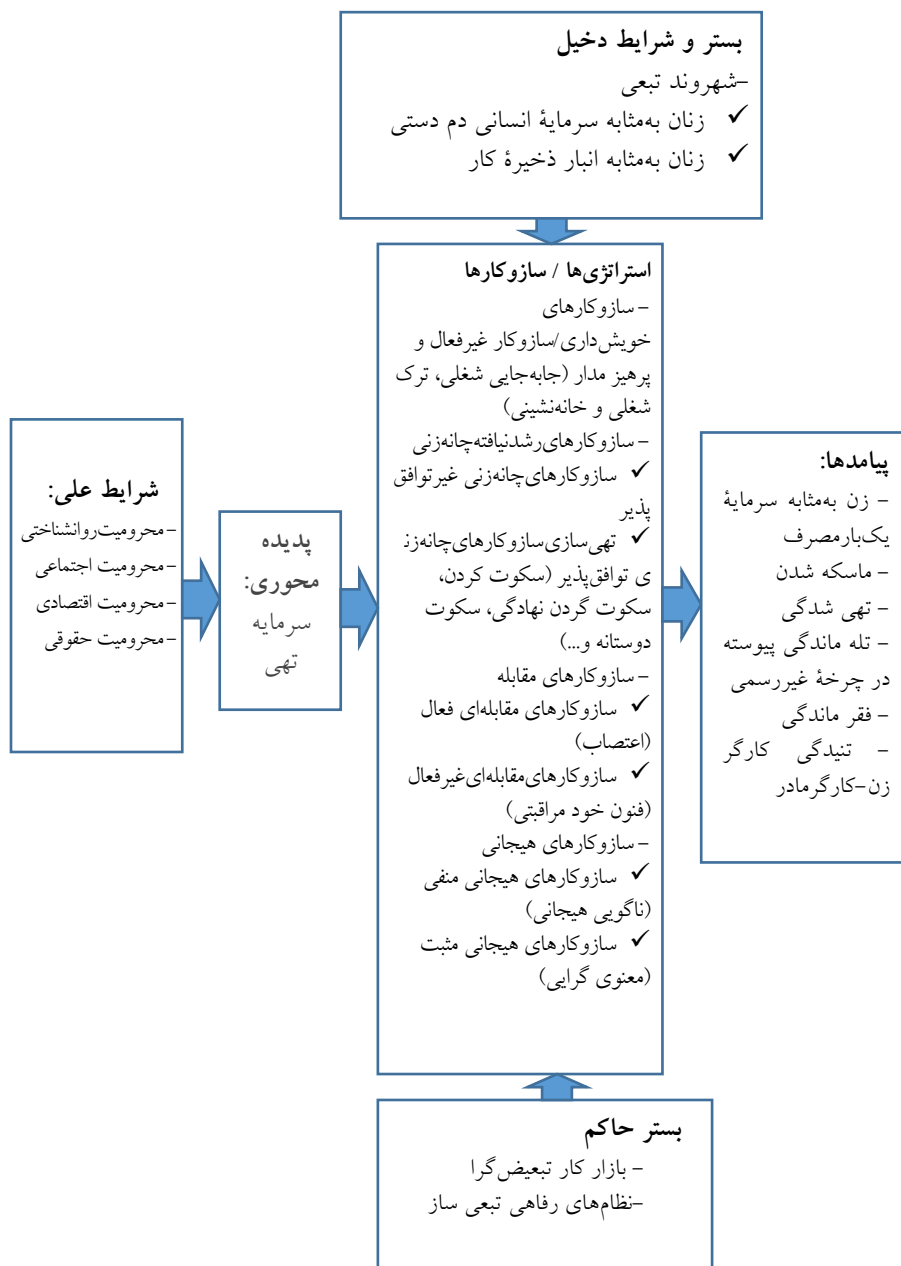 بستر و شرایط دخیل
-شهروند تبعی
✓ زنان به‌مثابه سرمایهٔ انسانی دم دستی
✓ زنان به‌مثابه انبار ذخیرهٔ کار
شرایط علی:
-محرومیت‌روانشناختی
-محرومیت اجتماعی
-محرومیت اقتصادی
-محرومیت حقوقی
پدیده
محوری:
سرمایه
تهی
استراتژی‌ها / سازوکارها
- سازوکارهای
خویش‌داری/سازوکار غیرفعال و
پرهیز مدار (جابه‌جایی شغلی، ترک
شغلی و خانه‌نشینی)
- سازوکارهای‌رشدنیافته‌چانه‌زنی
✓ سازوکارهای‌چانه‌زنی غیرتوافق
پذیر
✓ تهی‌سازی‌سازوکارهای‌چانه‌زن
ی توافق‌پذیر (سکوت کردن،
سکوت گردن نهادگی، سکوت
دوستانه و...)
- سازوکارهای مقابله
✓ سازوکارهای مقابله‌ای فعال
(اعتصاب)
✓ سازوکارهای‌مقابله‌ای‌غیرفعال
(فنون خود مراقبتی)
- سازوکارهای هیجانی
✓ سازوکارهای هیجانی منفی
(ناگویی هیجانی)
✓ سازوکارهای هیجانی مثبت
(معنوی گرایی)
پیامدها:
- زن به‌مثابه سرمایهٔ
یک‌بارمصرف
- ماسکه شدن
- تهی شدگی
- تله ماندگی پیوسته
در چرخهٔ غیررسمی
- فقر ماندگی
- تنیدگی کارگر
زن-کارگرمادر
بستر حاکم
- بازار کار تبعیض‌گرا
-نظام‌های رفاهی تبعی ساز